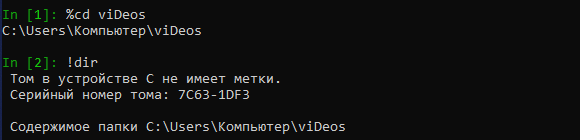 In [1]: %cd viDeos
C:\Users\Компьютер\viDeos
In [2]: !dir
Том в устройстве C не имеет метки.
Серийный номер тома: 7C63-1DF3
Содержимое папки C:\Users\Компьютер\viDeos